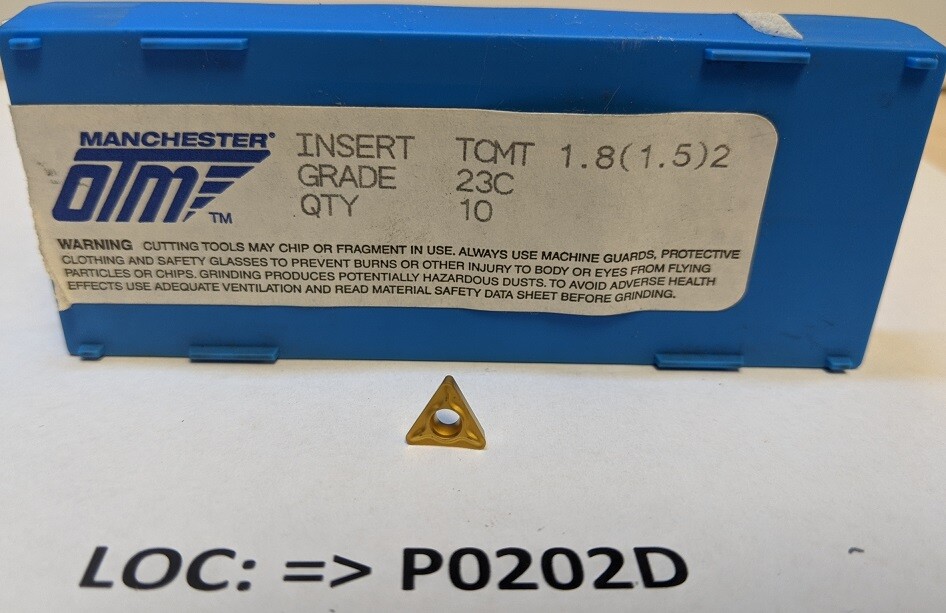 MANCHESTER®
OTM™
INSERT TCMT 1.8(1.5)2
GRADE 23C
QTY 10
WARNING CUTTING TOOLS MAY CHIP OR FRAGMENT IN USE. ALWAYS USE MACHINE GUARDS, PROTECTIVE
CLOTHING AND SAFETY GLASSES TO PREVENT BURNS OR OTHER INJURY TO BODY OR EYES FROM FLYING
PARTICLES OR CHIPS. GRINDING PRODUCES POTENTIALLY HAZARDOUS DUSTS. TO AVOID ADVERSE HEALTH
EFFECTS USE ADEQUATE VENTILATION AND READ MATERIAL SAFETY DATA SHEET BEFORE GRINDING.
LOC: => P0202D